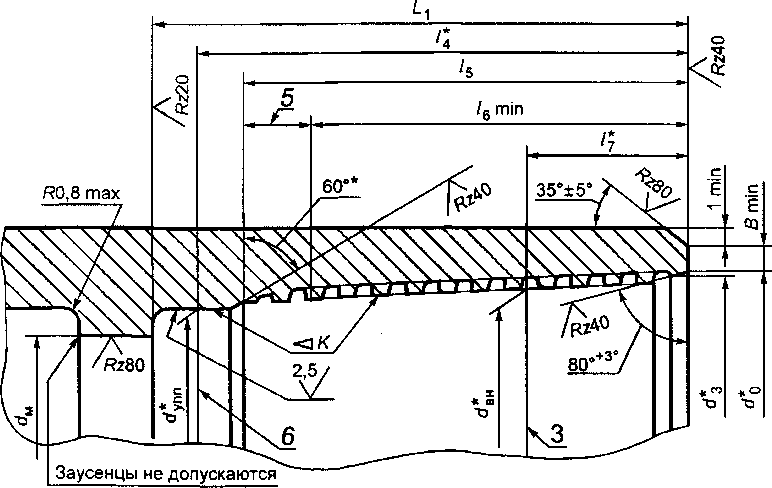 L₁
l₄*
l₅
5
l₆ min
l₇*
Rz20
Rz40
R0,8 max
60°*
Rz40
35°±5°
Rz80
1 min
B min
Rz80
△K
2,5
Rz40
80°⁺³°
dм
d*упп
6
d*вн
3
d*₃
d*₀
Заусенцы не допускаются